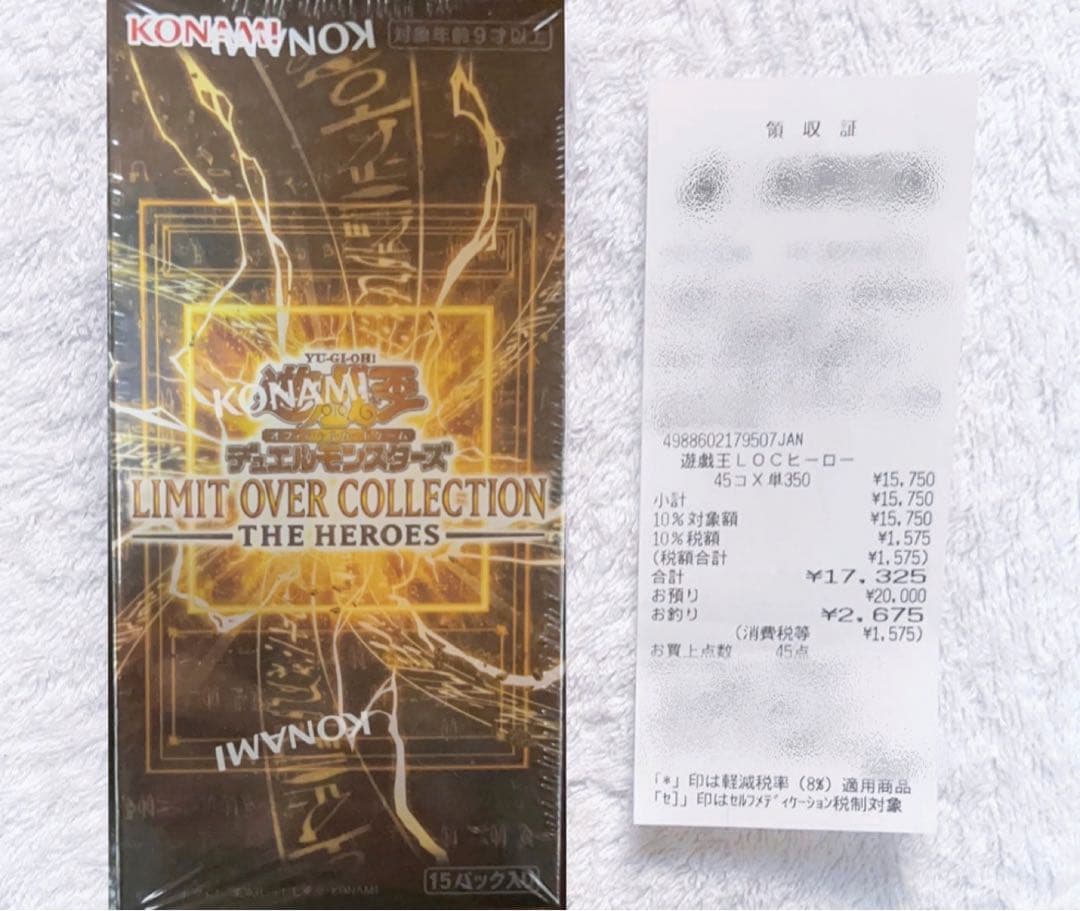 KONAMI
KONAMI
対象年齢9才以上
YU-GI-OH!
遊戯王
KONAMI
オフィシャルカードゲーム
デュエルモンスターズ
LIMIT OVER COLLECTION
THE HEROES
KONAMI
15パック入り
KONAMI
領収証
4988602179507JAN
遊戯王LOCヒーロー
45コX単350 ¥15,750
小計 ¥15,750
10%対象額 ¥15,750
10%税額 ¥1,575
(税額合計 ¥1,575)
合計 ¥17,325
お預り ¥20,000
お釣り ¥2,675
(消費税等 ¥1,575)
お買上点数 45点
「*」印は軽減税率(8%)適用商品
「セ」印はセルフメディケーション税制対象